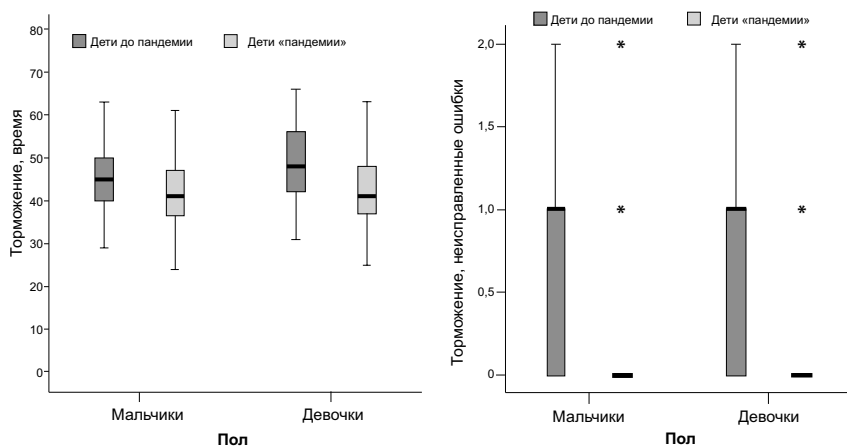 Дети до пандемии
Дети «пандемии»
Торможение, время
80
70
60
50
40
30
20
10
0
Мальчики
Девочки
Пол
Дети до пандемии
Дети «пандемии»
Торможение, неисправленные ошибки
2,0
1,5
1,0
0,5
0
*
*
*
*
Мальчики
Девочки
Пол